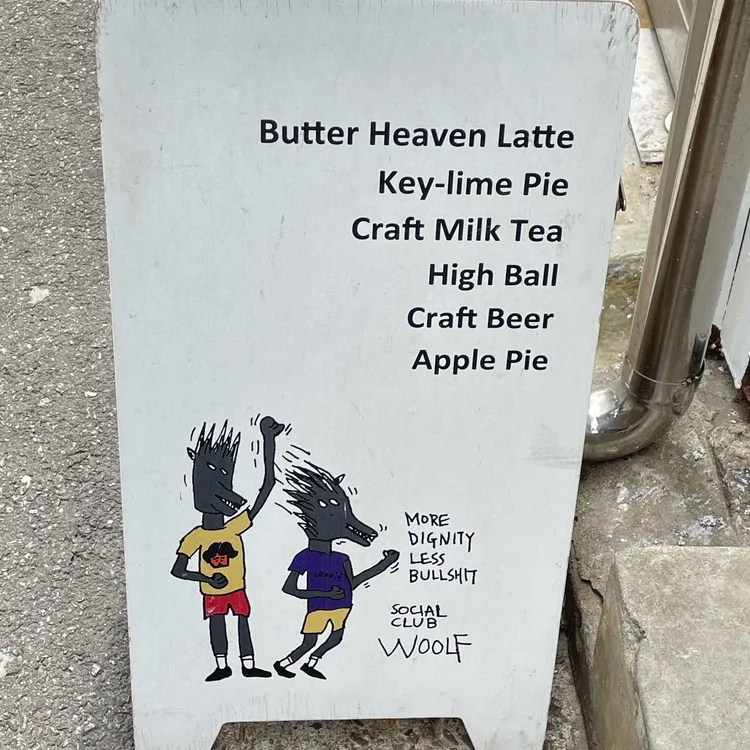 Butter Heaven Latte
Key-lime Pie
Craft Milk Tea
High Ball
Craft Beer
Apple Pie
MORE
DIGNITY
LESS
BULLSHIT
SOCIAL
CLUB
WOOLF
Woolf